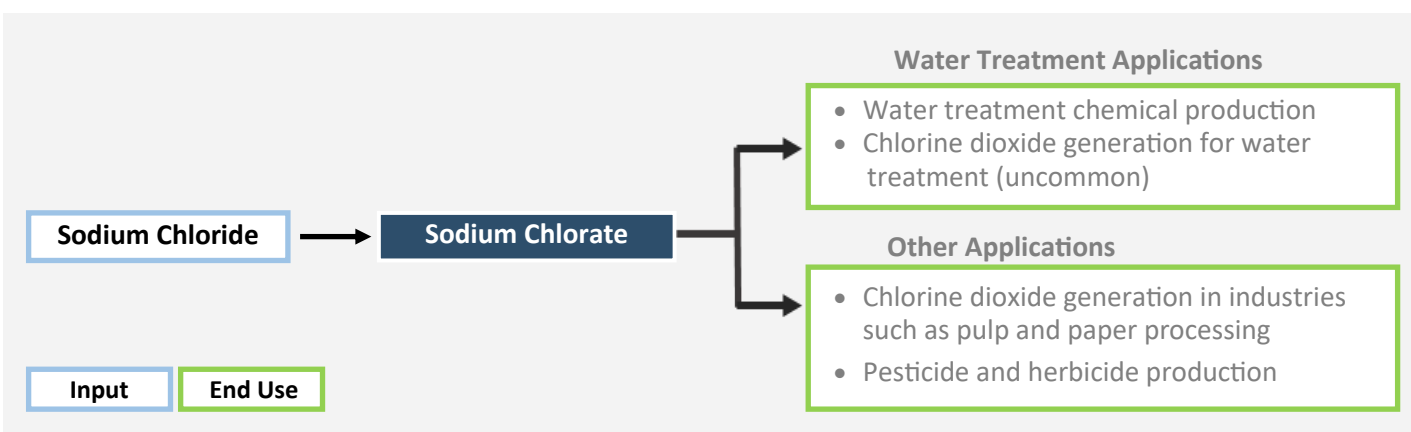 Water Treatment Applications
• Water treatment chemical production
• Chlorine dioxide generation for water
treatment (uncommon)
Sodium Chloride
Sodium Chlorate
Other Applications
• Chlorine dioxide generation in industries
such as pulp and paper processing
• Pesticide and herbicide production
Input
End Use